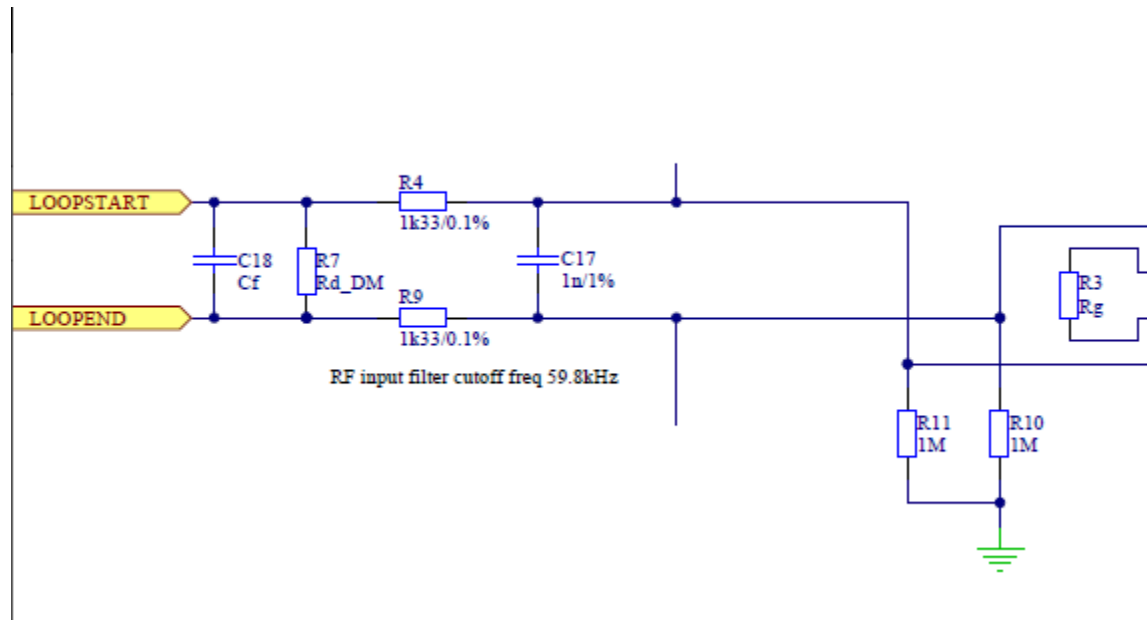 LOOPSTART
R4
1k33/0.1%
C18
Cf
R7
Rd_DM
C17
1n/1%
LOOPEND
R9
1k33/0.1%
RF input filter cutoff freq 59.8kHz
R3
Rg
R11
1M
R10
1M